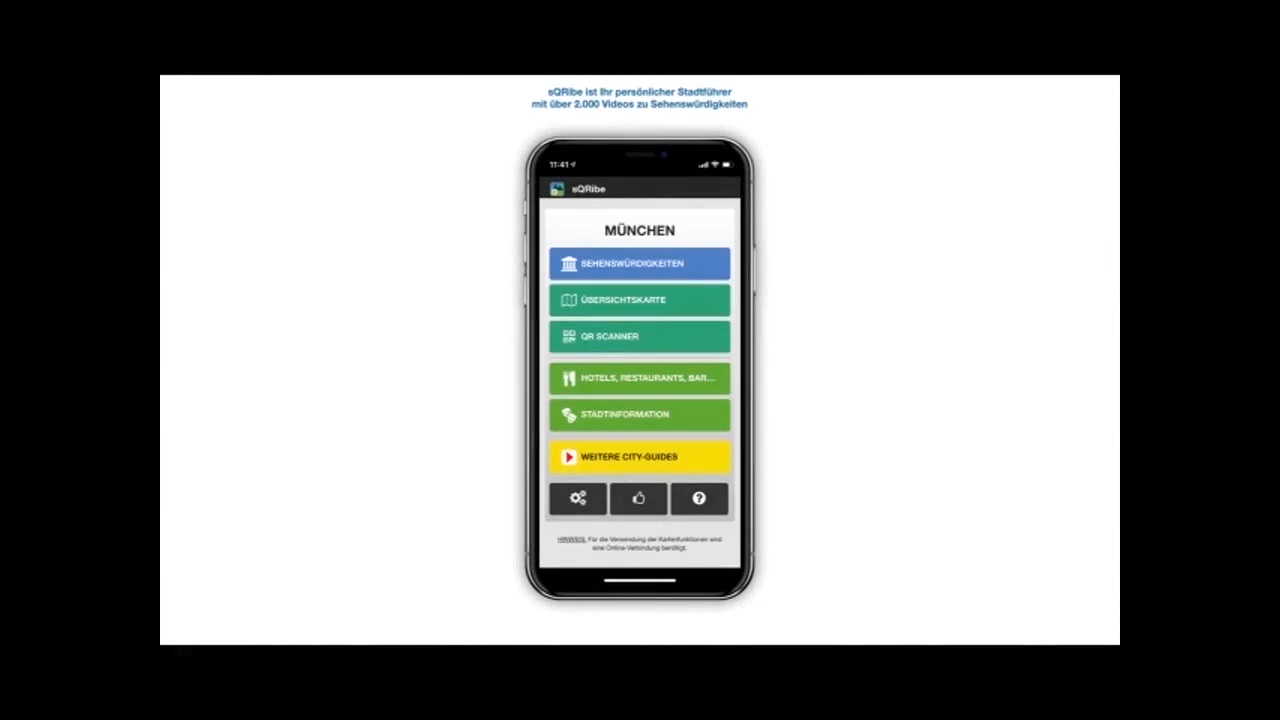 sQRibe ist Ihr persönlicher Stadtführer
mit über 2.000 Videos zu Sehenswürdigkeiten
11:41
sQRibe
MÜNCHEN
SEHENSWÜRDIGKEITEN
ÜBERSICHTSKARTE
QR SCANNER
HOTELS, RESTAURANTS, BAR...
STADTINFORMATION
WEITERE CITY-GUIDES
HINWEIS: Für die Verwendung der Kartenfunktionen wird
eine Online-Verbindung benötigt.